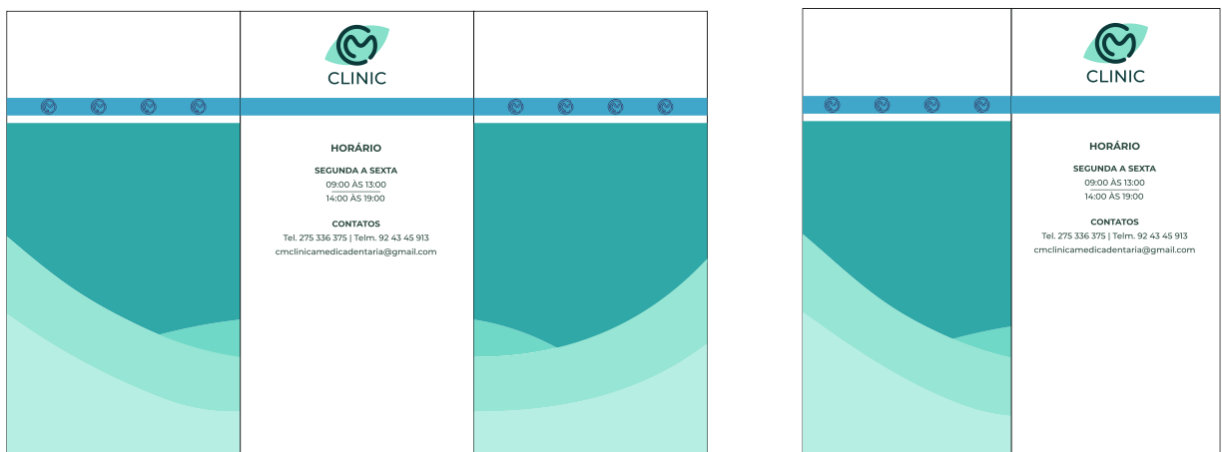 CLINIC
HORÁRIO
SEGUNDA A SEXTA
09:00 ÀS 13:00
14:00 ÀS 19:00
CONTATOS
Tel. 275 336 375 | Telm. 92 43 45 913
cmclinicamedicadentaria@gmail.com
CLINIC
HORÁRIO
SEGUNDA A SEXTA
09:00 ÀS 13:00
14:00 ÀS 19:00
CONTATOS
Tel. 275 336 375 | Telm. 92 43 45 913
cmclinicamedicadentaria@gmail.com